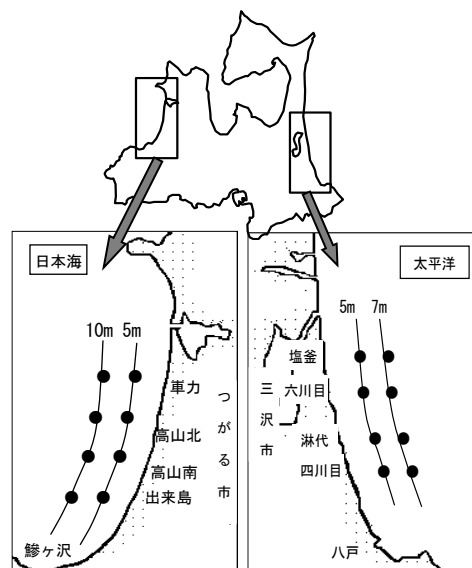 日本海
10m 5m
車力
高山北
高山南
出来島
つがる市
鰺ヶ沢
太平洋
5m 7m
塩釜
六川目
淋代
四川目
三沢市
八戸